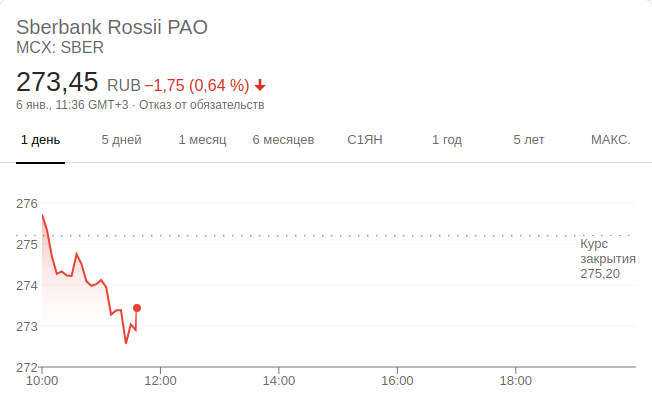 Sberbank Rossii PAO
MCX: SBER
273,45 RUB −1,75 (0,64 %)
6 янв., 11:36 GMT+3 · Отказ от обязательств
1 день 5 дней 1 месяц 6 месяцев С1ЯН 1 год 5 лет МАКС.
276
275
274
273
272
Курс
закрытия
275,20
10:00 12:00 14:00 16:00 18:00